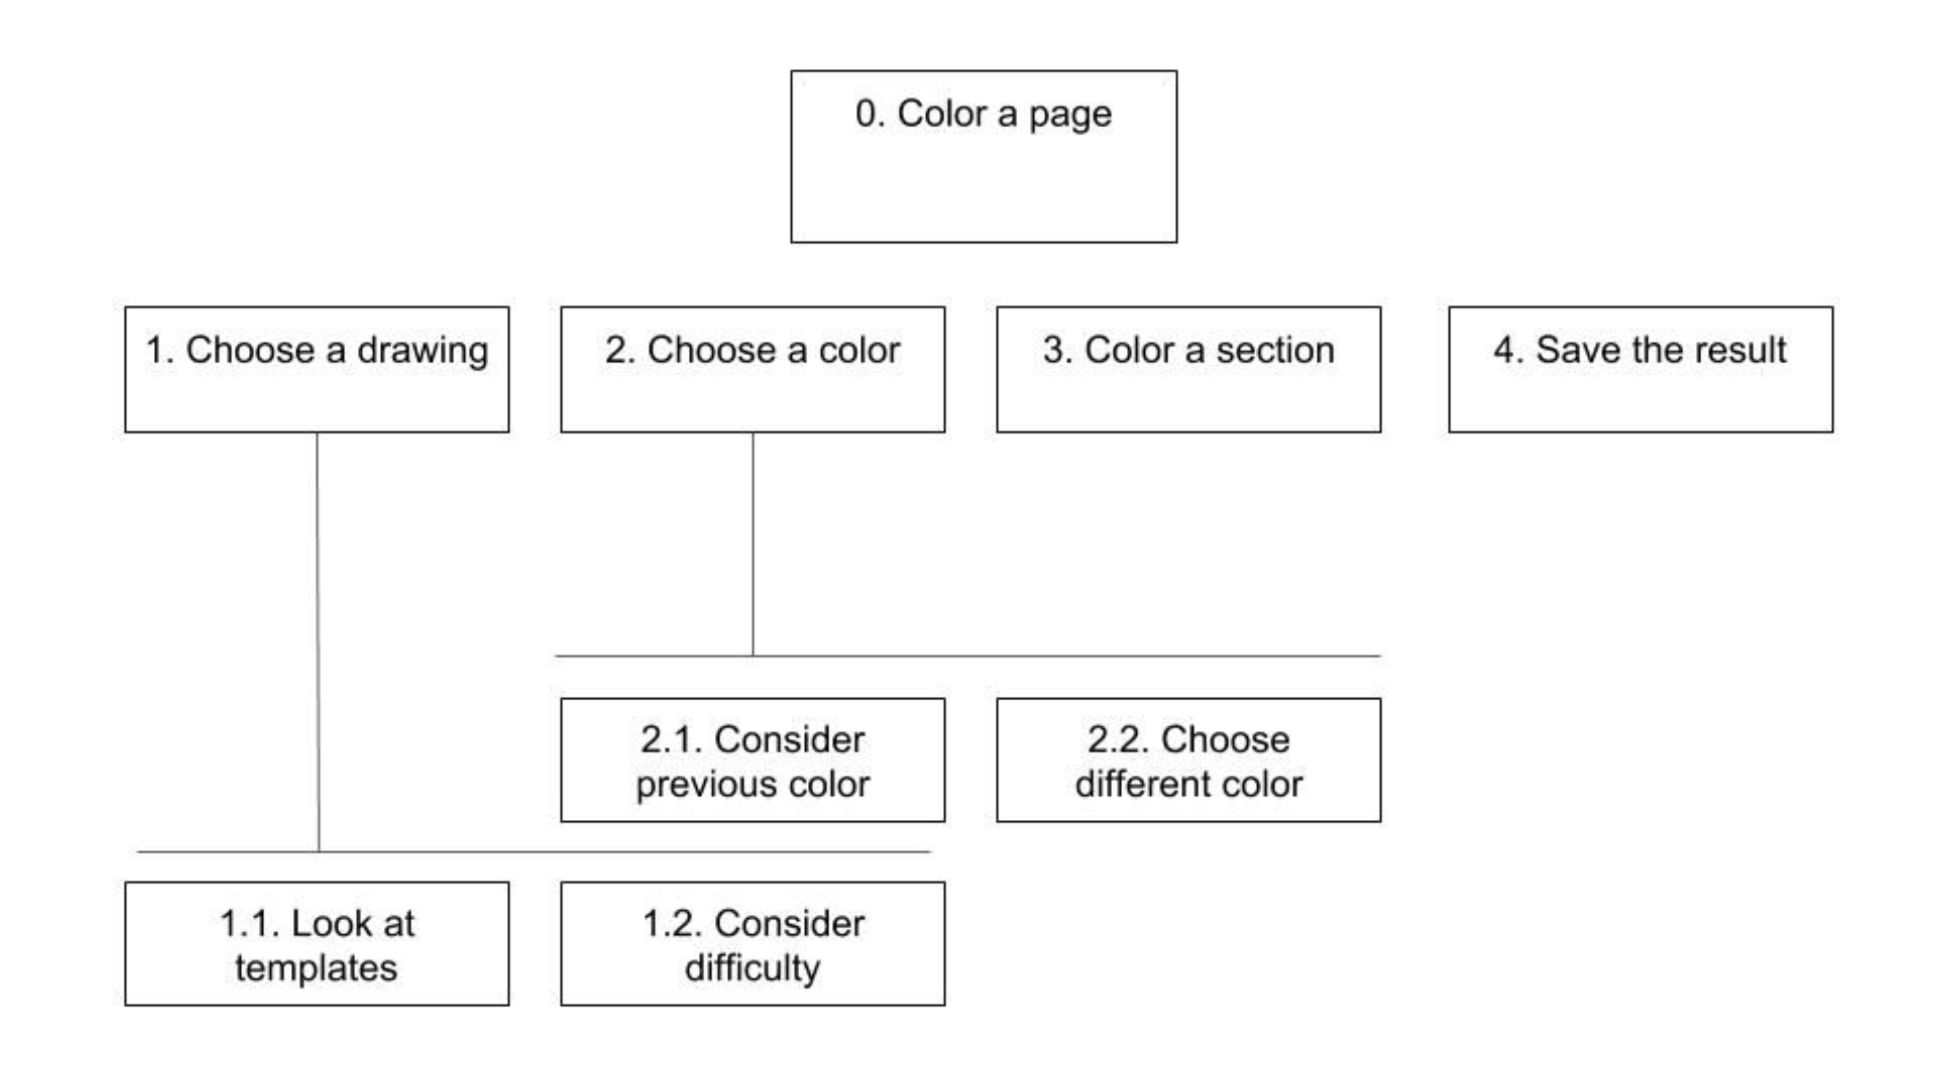 0. Color a page
1. Choose a drawing
2. Choose a color
3. Color a section
4. Save the result
2.1. Consider
previous color
2.2. Choose
different color
1.1. Look at
templates
1.2. Consider
difficulty